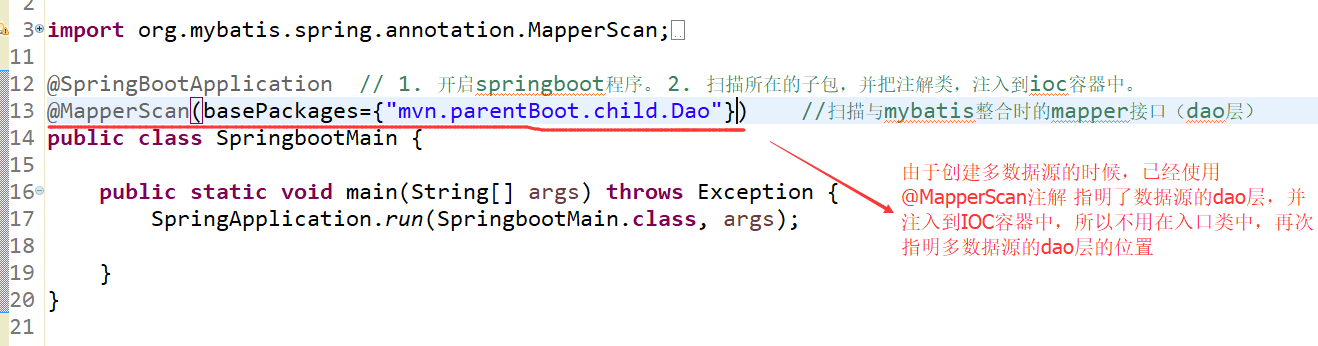 2
3 import org.mybatis.spring.annotation.MapperScan;
11
12 @SpringBootApplication // 1. 开启springboot程序。 2. 扫描所在的子包，并把注解类，注入到ioc容器中。
13 @MapperScan(basePackages={"mvn.parentBoot.child.Dao"}) //扫描与mybatis整合时的mapper接口（dao层）
14 public class SpringbootMain {
15
16 public static void main(String[] args) throws Exception {
17 SpringApplication.run(SpringbootMain.class, args);
18
19 }
20 }
21
由于创建多数据源的时候，已经使用
@MapperScan注解 指明了数据源的dao层，并
注入到IOC容器中，所以不用在入口类中，再次
指明多数据源的dao层的位置